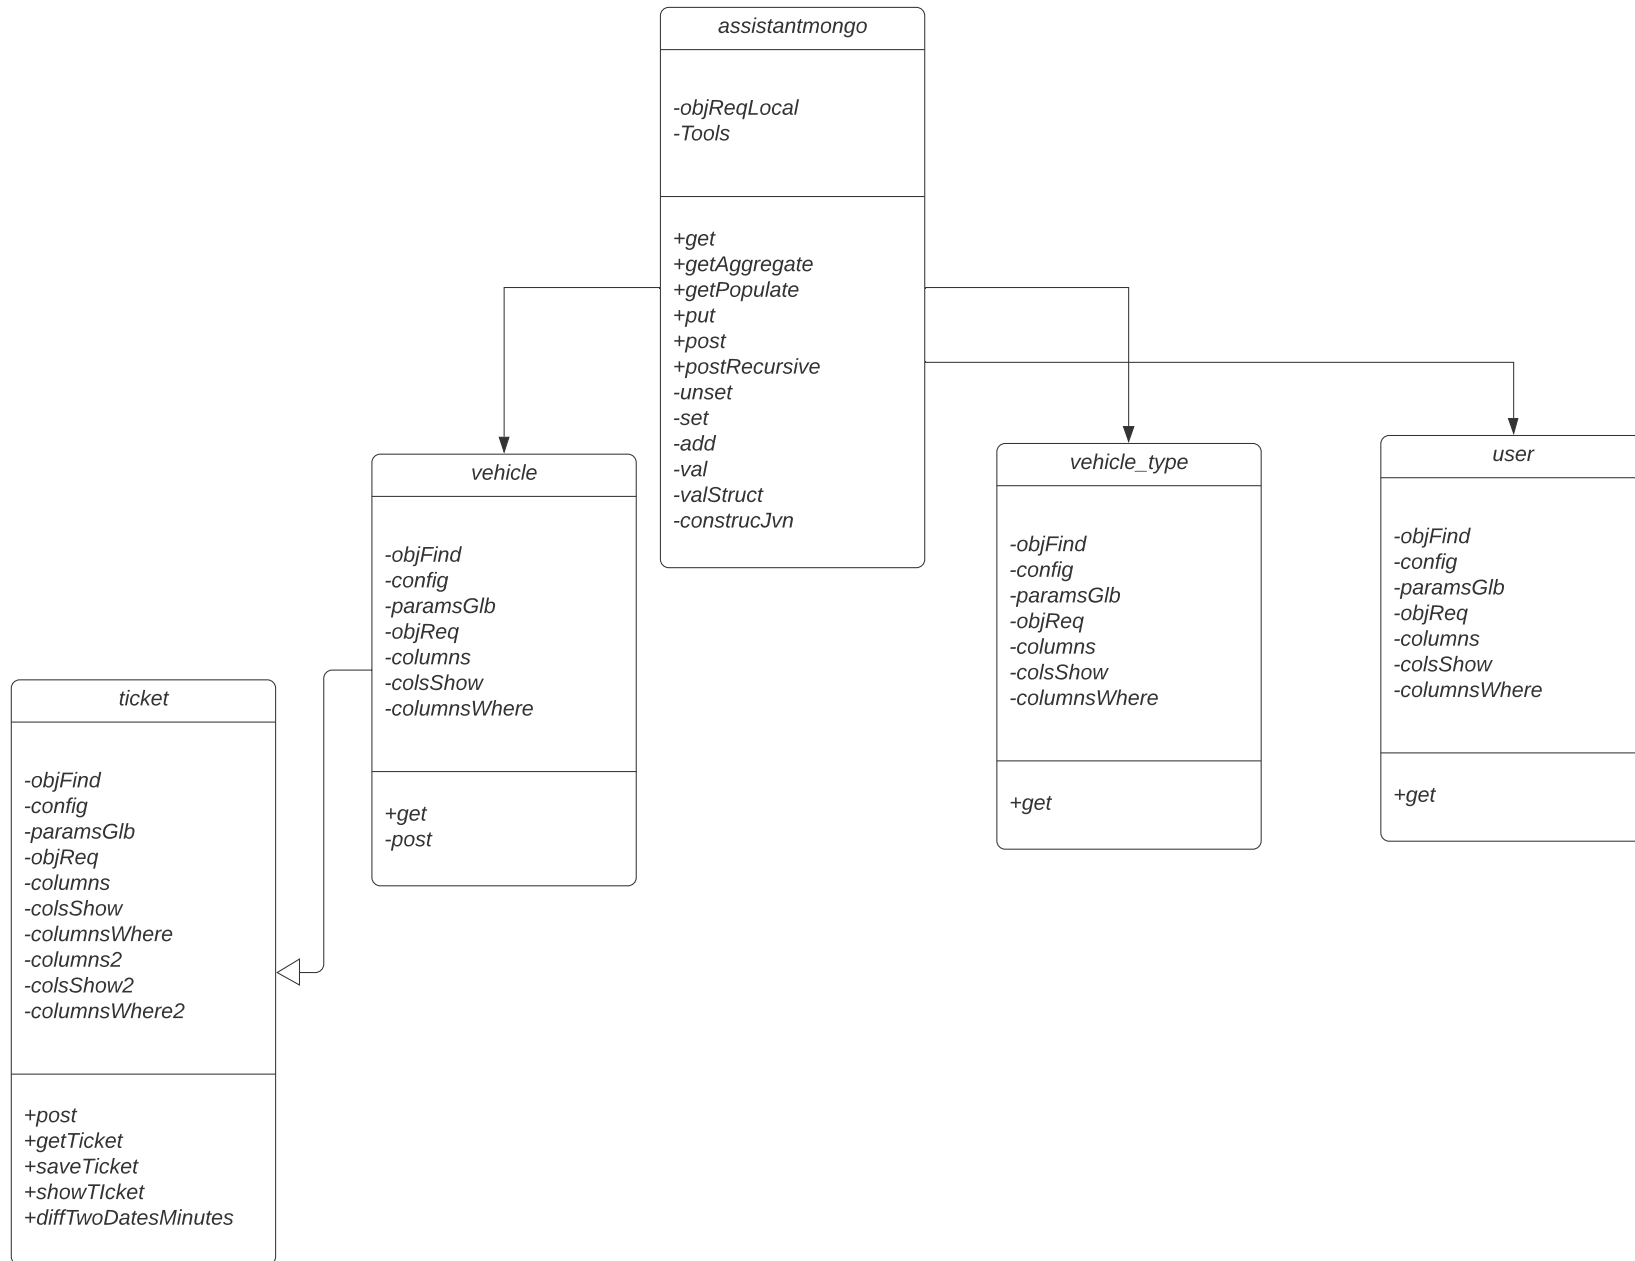 assistantmongo
-objReqLocal
-Tools
+get
+getAggregate
+getPopulate
+put
+post
+postRecursive
-unset
-set
-add
-val
-valStruct
-construcJvn
vehicle
-objFind
-config
-paramsGlb
-objReq
-columns
-colsShow
-columnsWhere
+get
-post
vehicle_type
-objFind
-config
-paramsGlb
-objReq
-columns
-colsShow
-columnsWhere
+get
user
-objFind
-config
-paramsGlb
-objReq
-columns
-colsShow
-columnsWhere
+get
ticket
-objFind
-config
-paramsGlb
-objReq
-columns
-colsShow
-columnsWhere
-columns2
-colsShow2
-columnsWhere2
+post
+getTicket
+saveTicket
+showTIcket
+diffTwoDatesMinutes